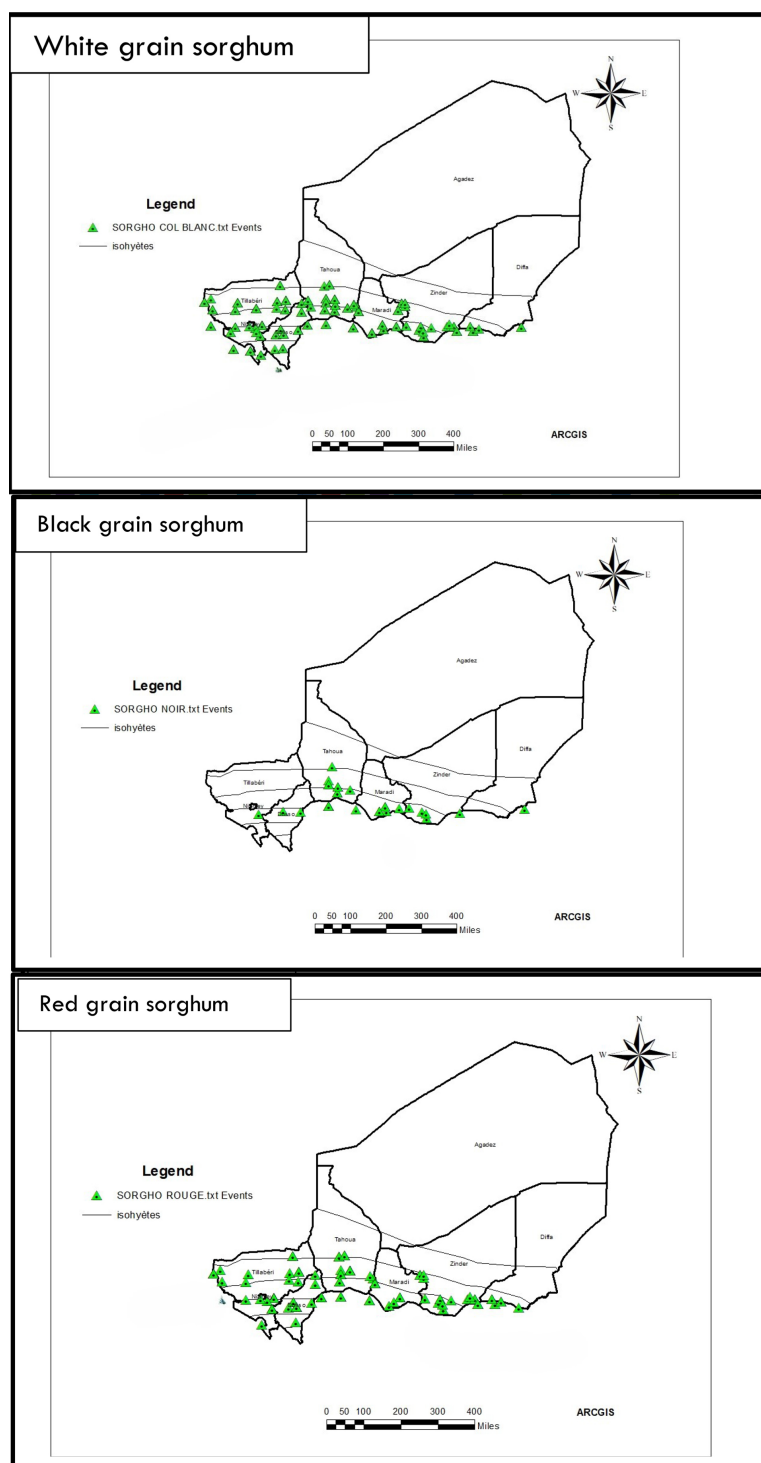 White grain sorghum
N
W E
S
Agadez
Legend
SORGHO COL BLANC.txt Events
isohyètes
Tahoua
Diffa
Zinder
Tillabéri
Maradi
0 50 100 200 300 400
Miles
ARCGIS
Black grain sorghum
N
W E
S
Agadez
Legend
SORGHO NOIR.txt Events
isohyètes
Tahoua
Diffa
Zinder
Tillabéri
Maradi
0 50 100 200 300 400
Miles
ARCGIS
Red grain sorghum
N
W E
S
Agadez
Legend
SORGHO ROUGE.txt Events
isohyètes
Tahoua
Diffa
Zinder
Tillabéri
Maradi
0 50 100 200 300 400
Miles
ARCGIS